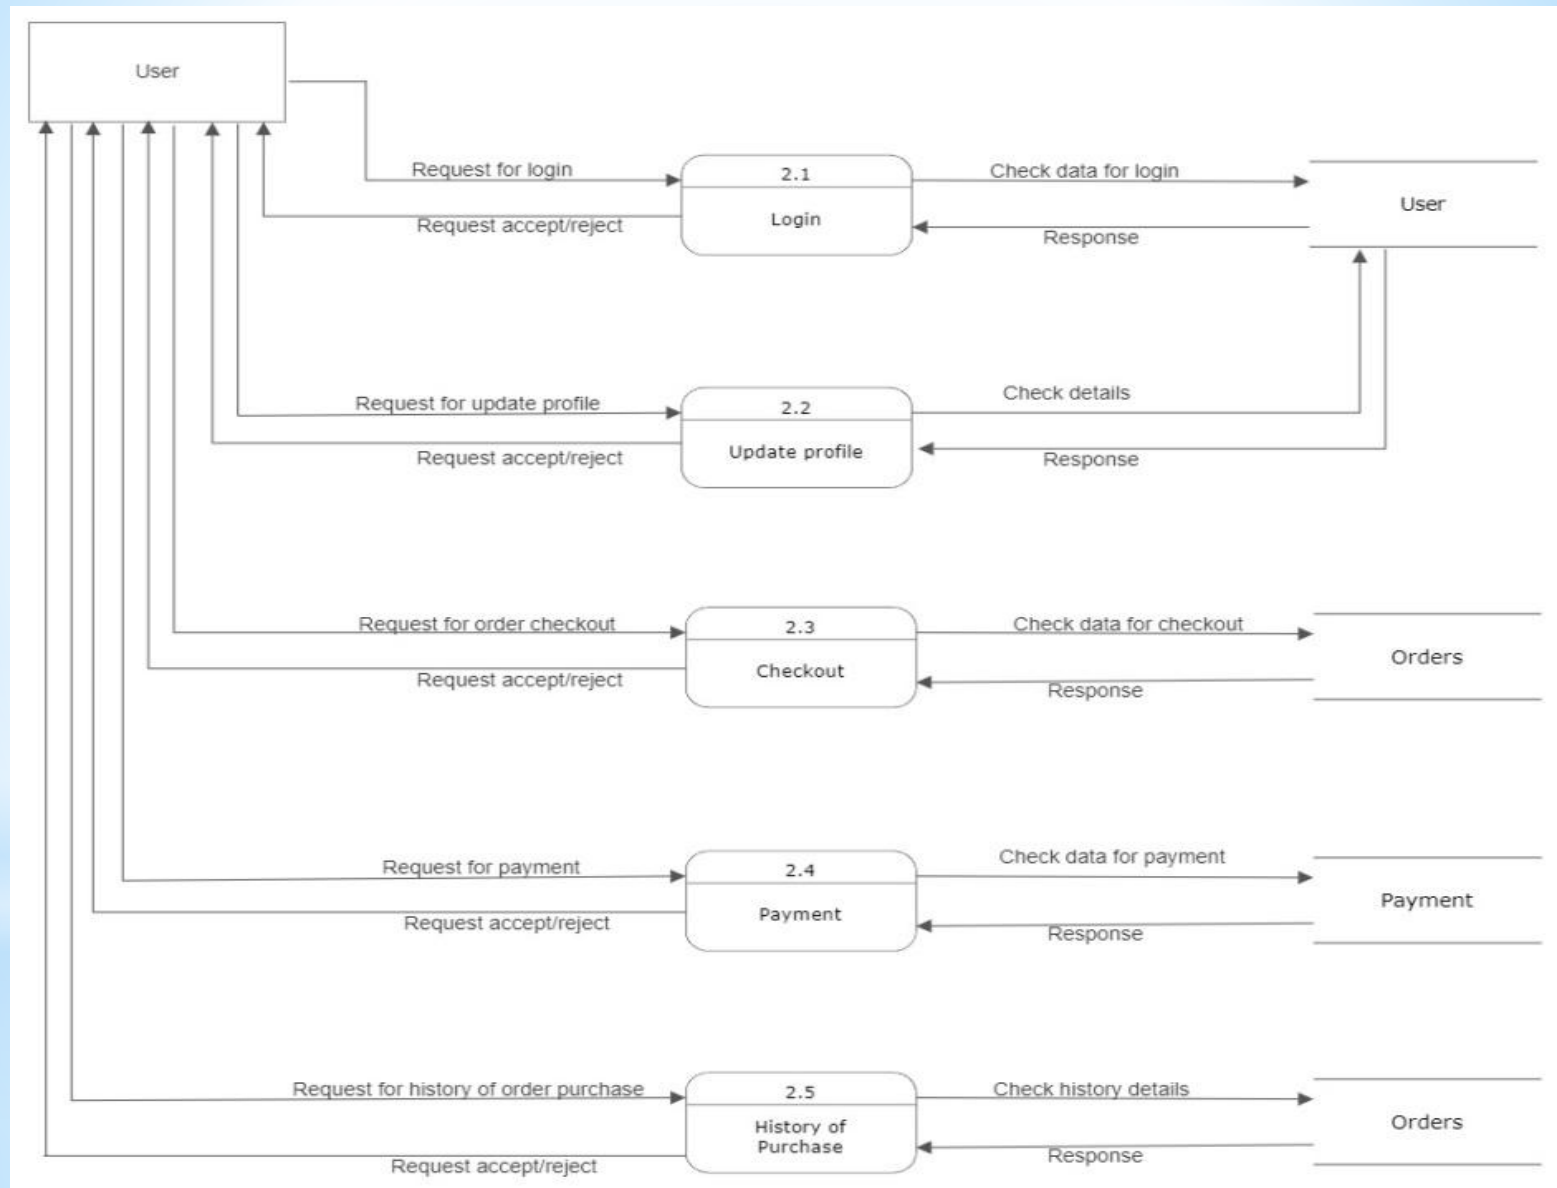 User
Request for login
2.1
Check data for login
Login
User
Request accept/reject
Response
Request for update profile
2.2
Check details
Update profile
Request accept/reject
Response
Request for order checkout
2.3
Check data for checkout
Checkout
Orders
Request accept/reject
Response
Request for payment
2.4
Check data for payment
Payment
Payment
Request accept/reject
Response
Request for history of order purchase
2.5
Check history details
History of
Purchase
Orders
Request accept/reject
Response